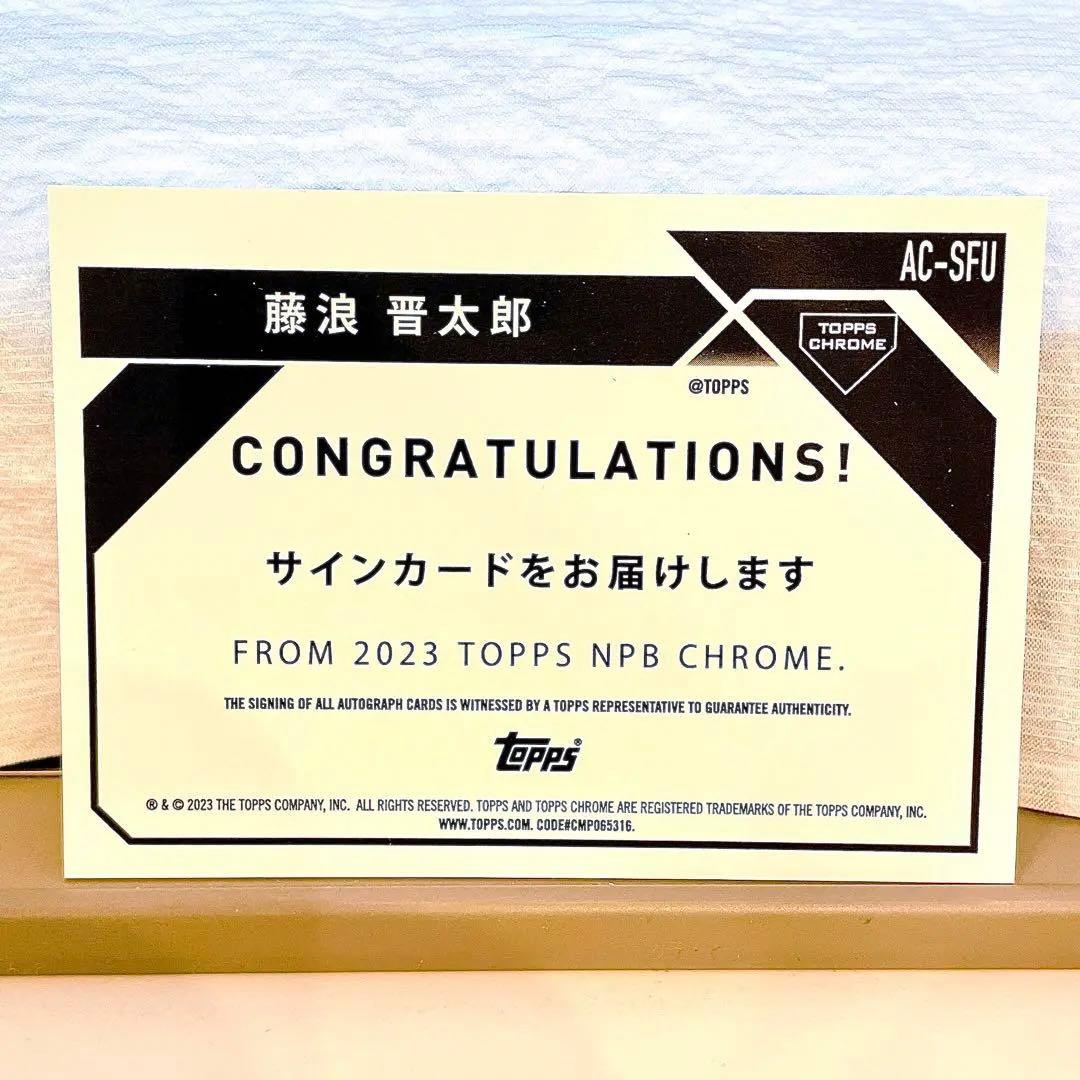 AC-SFU
藤浪 晋太郎
TOPPS
CHROME
@TOPPS
CONGRATULATIONS!
サインカードをお届けします
FROM 2023 TOPPS NPB CHROME.
THE SIGNING OF ALL AUTOGRAPH CARDS IS WITNESSED BY A TOPPS REPRESENTATIVE TO GUARANTEE AUTHENTICITY.
Topps®
® & © 2023 THE TOPPS COMPANY, INC. ALL RIGHTS RESERVED. TOPPS AND TOPPS CHROME ARE REGISTERED TRADEMARKS OF THE TOPPS COMPANY, INC.
WWW.TOPPS.COM. CODE#CMP065316.